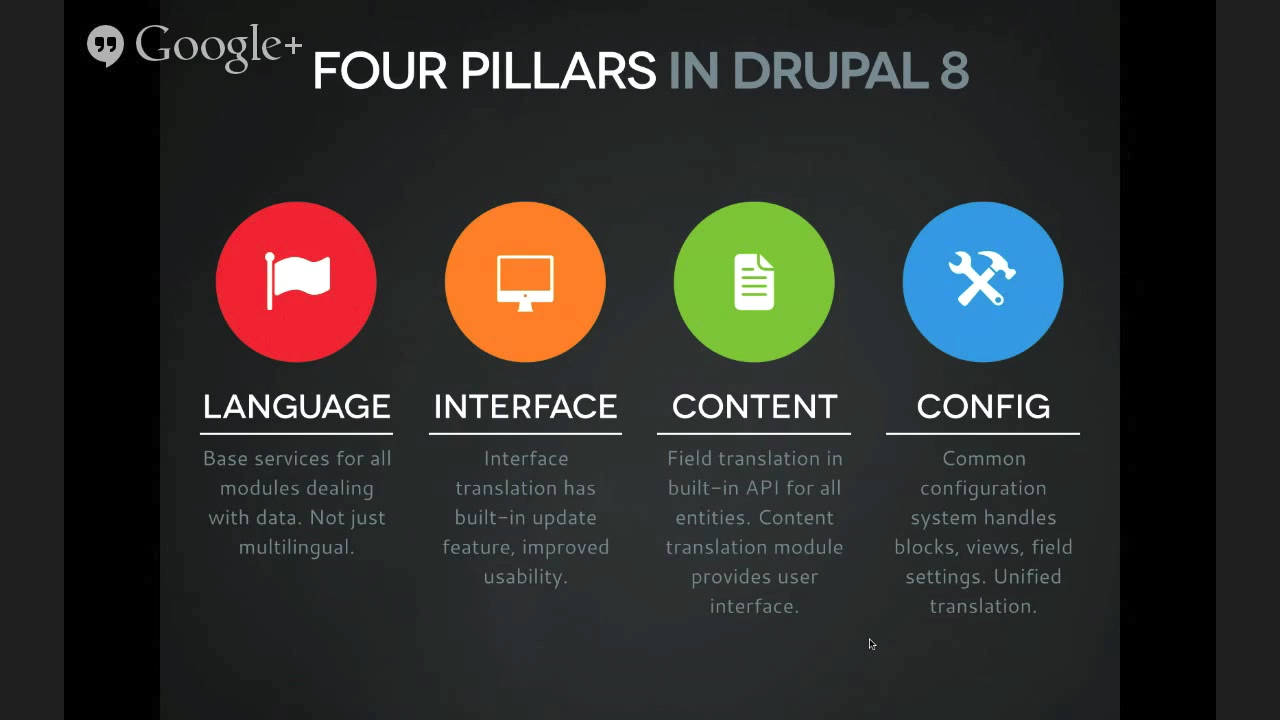 Google+
FOUR PILLARS IN DRUPAL 8
LANGUAGE
Base services for all
modules dealing
with data. Not just
multilingual.
INTERFACE
Interface
translation has
built-in update
feature, improved
usability.
CONTENT
Field translation in
built-in API for all
entities. Content
translation module
provides user
interface.
CONFIG
Common
configuration
system handles
blocks, views, field
settings. Unified
translation.